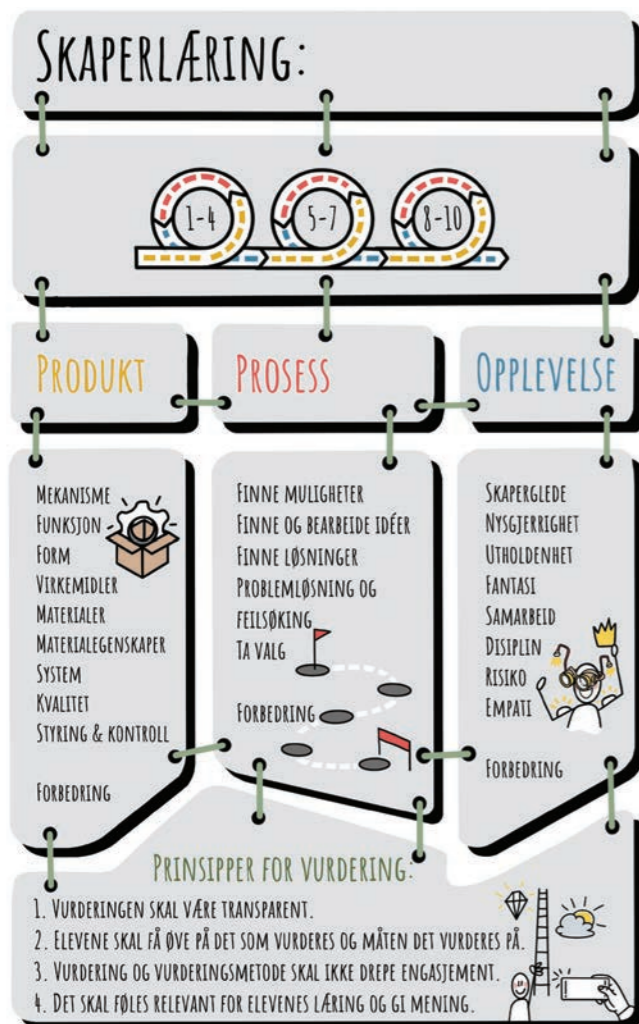 SKAPERLÆRING:
1-4
5-7
8-10
PRODUKT
PROSESS
OPPLEVELSE
MEKANISME
FUNKSJON
FORM
VIRKEMIDLER
MATERIALER
MATERIALEGENSKAPER
SYSTEM
KVALITET
STYRING & KONTROLL
FORBEDRING
FINNE MULIGHETER
FINNE OG BEARBEIDE IDÉER
FINNE LØSNINGER
PROBLEMLØSNING OG
FEILSØKING
TA VALG
FORBEDRING
SKAPERGLEDE
NYSGJERRIGHET
UTHOLDENHET
FANTASI
SAMARBEID
DISIPLIN
RISIKO
EMPATI
FORBEDRING
PRINSIPPER FOR VURDERING:
1. VURDERINGEN SKAL VÆRE TRANSPARENT.
2. ELEVENE SKAL FÅ ØVE PÅ DET SOM VURDERES OG MÅTEN DET VURDERES PÅ.
3. VURDERING OG VURDERINGSMETODE SKAL IKKE DREPE ENGASJEMENT.
4. DET SKAL FØLES RELEVANT FOR ELEVENES LÆRING OG GI MENING.